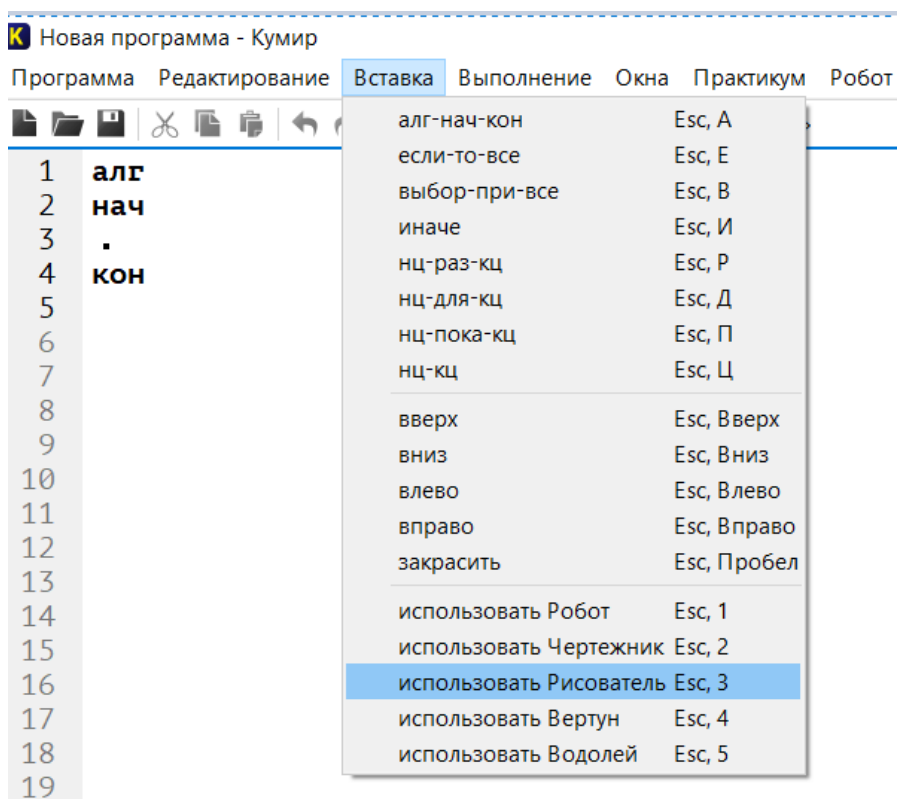 K Новая программа - Кумир
Программа Редактирование Вставка Выполнение Окна Практикум Робот
1 алг
2 нач
3 .
4 кон
5
6
7
8
9
10
11
12
13
14
15
16
17
18
19
алг-нач-кон Esc, А
если-то-все Esc, Е
выбор-при-все Esc, В
иначе Esc, И
нц-раз-кц Esc, Р
нц-для-кц Esc, Д
нц-пока-кц Esc, П
нц-кц Esc, Ц
вверх Esc, Вверх
вниз Esc, Вниз
влево Esc, Влево
вправо Esc, Вправо
закрасить Esc, Пробел
использовать Робот Esc, 1
использовать Чертежник Esc, 2
использовать Рисователь Esc, 3
использовать Вертун Esc, 4
использовать Водолей Esc, 5